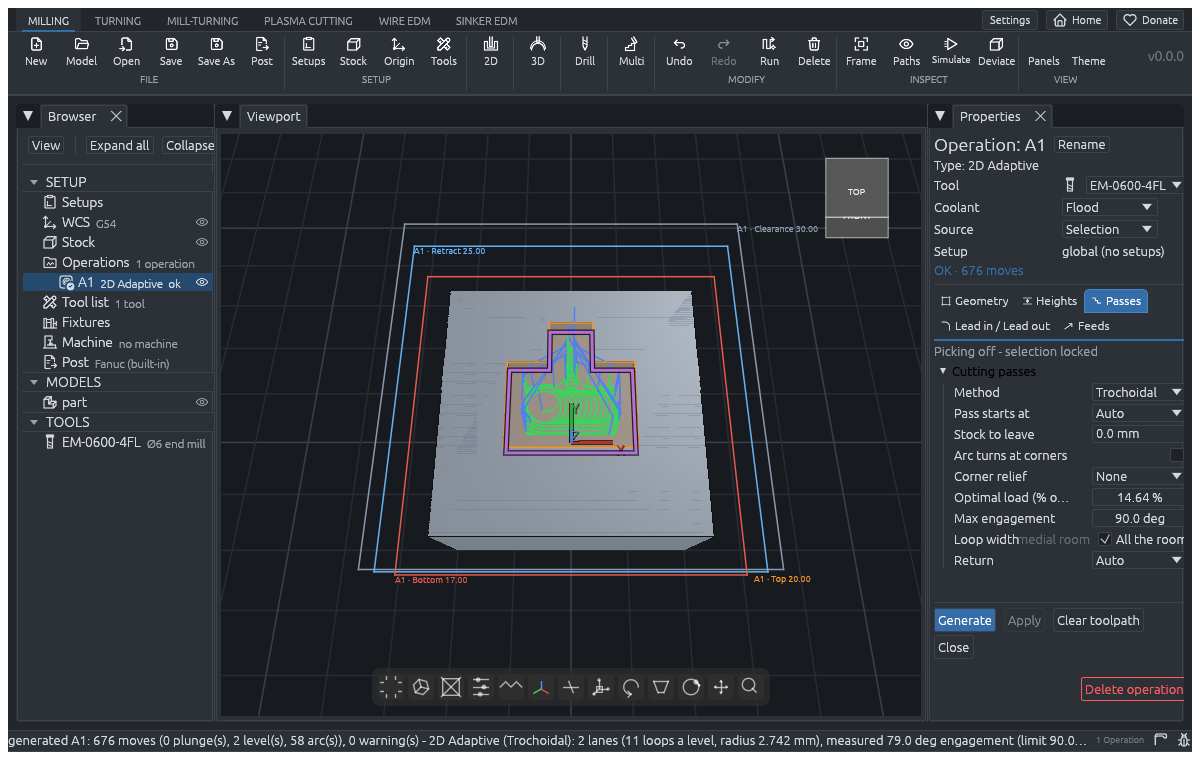 MILLING TURNING MILL-TURNING PLASMA CUTTING WIRE EDM SINKER EDM Settings Home Donate
New Model Open Save Save As Post Setups Stock Origin Tools 2D 3D Drill Multi Undo Redo Run Delete Frame Paths Simulate Deviate Panels Theme v0.0.0
FILE SETUP MODIFY INSPECT VIEW
Browser
View Expand all Collapse
SETUP
Setups
WCS G54
Stock
Operations 1 operation
A1 2D Adaptive ok
Tool list 1 tool
Fixtures
Machine no machine
Post Fanuc (built-in)
MODELS
part
TOOLS
EM-0600-4FL Ø6 end mill
Viewport
TOP
A1 - Clearance 30.00
A1 - Retract 25.00
Y
Z
X
A1 - Bottom 17.00
A1 - Top 20.00
Properties
Operation: A1 Rename
Type: 2D Adaptive
Tool EM-0600-4FL
Coolant Flood
Source Selection
Setup global (no setups)
OK - 676 moves
Geometry Heights Passes
Lead in / Lead out Feeds
Picking off - selection locked
Cutting passes
Method Trochoidal
Pass starts at Auto
Stock to leave 0.0 mm
Arc turns at corners
Corner relief None
Optimal load (% o...
14.64 %
Max engagement 90.0 deg
Loop width medial room All the room
Return Auto
Generate Apply Clear toolpath
Close
Delete operation
generated A1: 676 moves (0 plunge(s), 2 level(s), 58 arc(s)), 0 warning(s) - 2D Adaptive (Trochoidal): 2 lanes (11 loops a level, radius 2.742 mm), measured 79.0 deg engagement (limit 90.0... 1 Operation